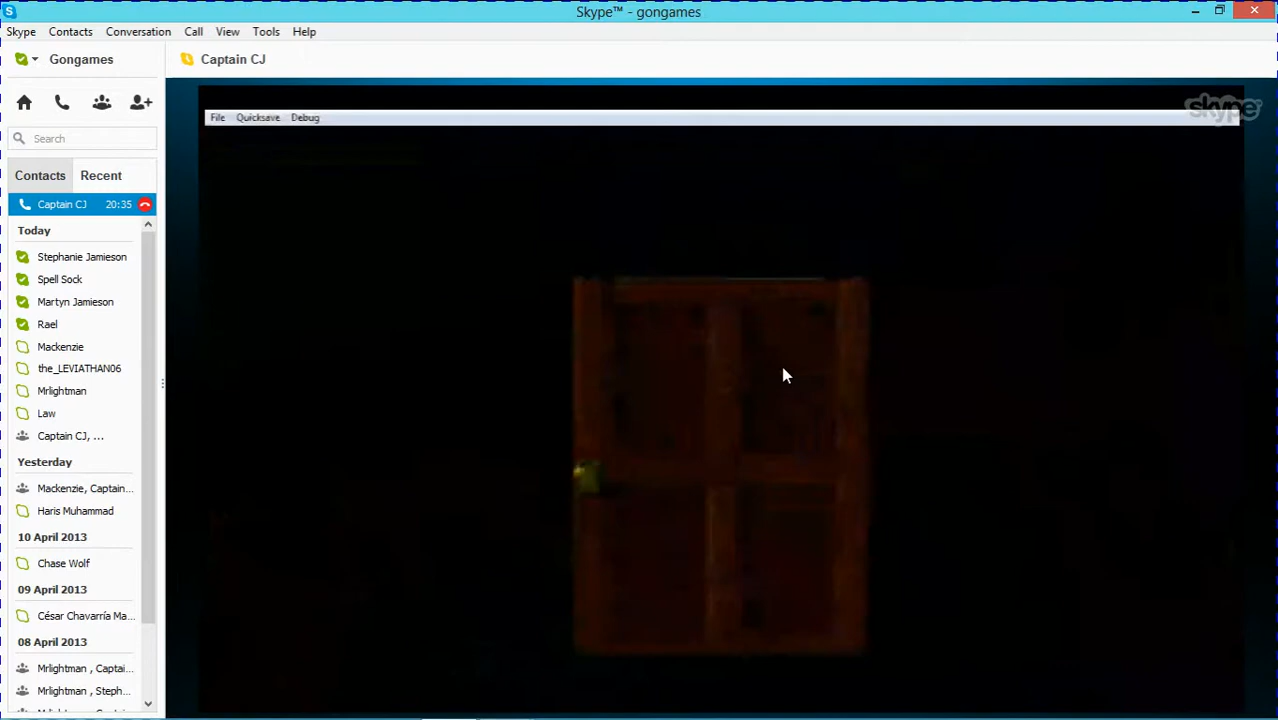 Skype™ - gongames
Skype Contacts Conversation Call View Tools Help
Gongames
Captain CJ
File Quicksave Debug
skype
Search
Contacts Recent
Captain CJ 20:35
Today
Stephanie Jamieson
Spell Sock
Martyn Jamieson
Rael
Mackenzie
the_LEVIATHAN06
Mrlightman
Law
Captain CJ, ...
Yesterday
Mackenzie, Captain...
Haris Muhammad
10 April 2013
Chase Wolf
09 April 2013
César Chavarría Ma...
08 April 2013
Mrlightman , Captai...
Mrlightman , Steph...